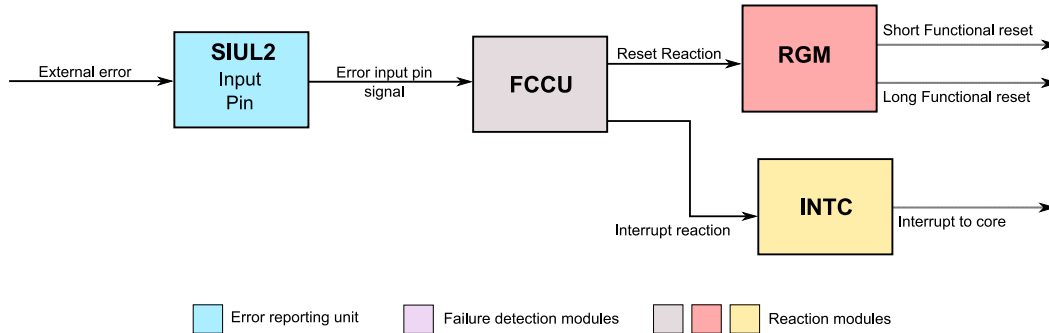 SIUL2
Input
Pin
External error
Error input pin
signal
FCCU
Reset Reaction
RGM
Short Functional reset
Long Functional reset
Interrupt reaction
INTC
Interrupt to core
Error reporting unit
Failure detection modules
Reaction modules